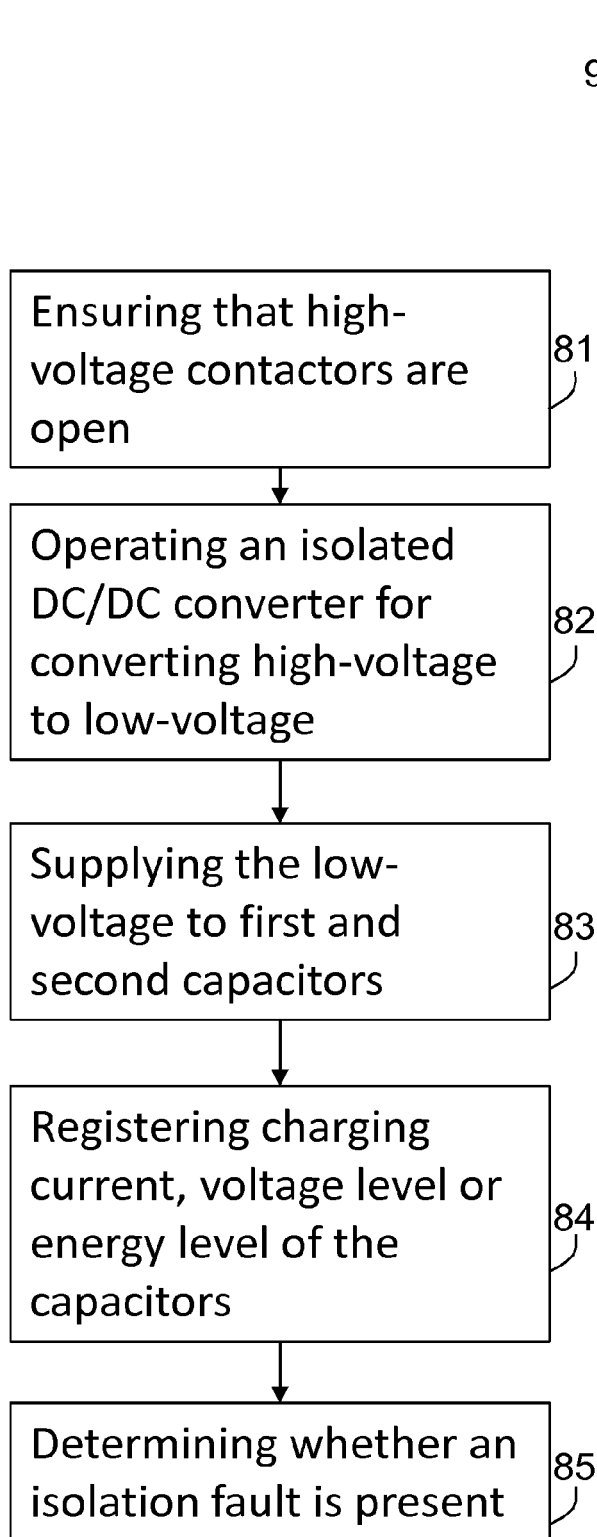 Ensuring that high-
voltage contactors are
open
81
Operating an isolated
DC/DC converter for
converting high-voltage
to low-voltage
82
Supplying the low-
voltage to first and
second capacitors
83
Registering charging
current, voltage level or
energy level of the
capacitors
84
Determining whether an
isolation fault is present
85